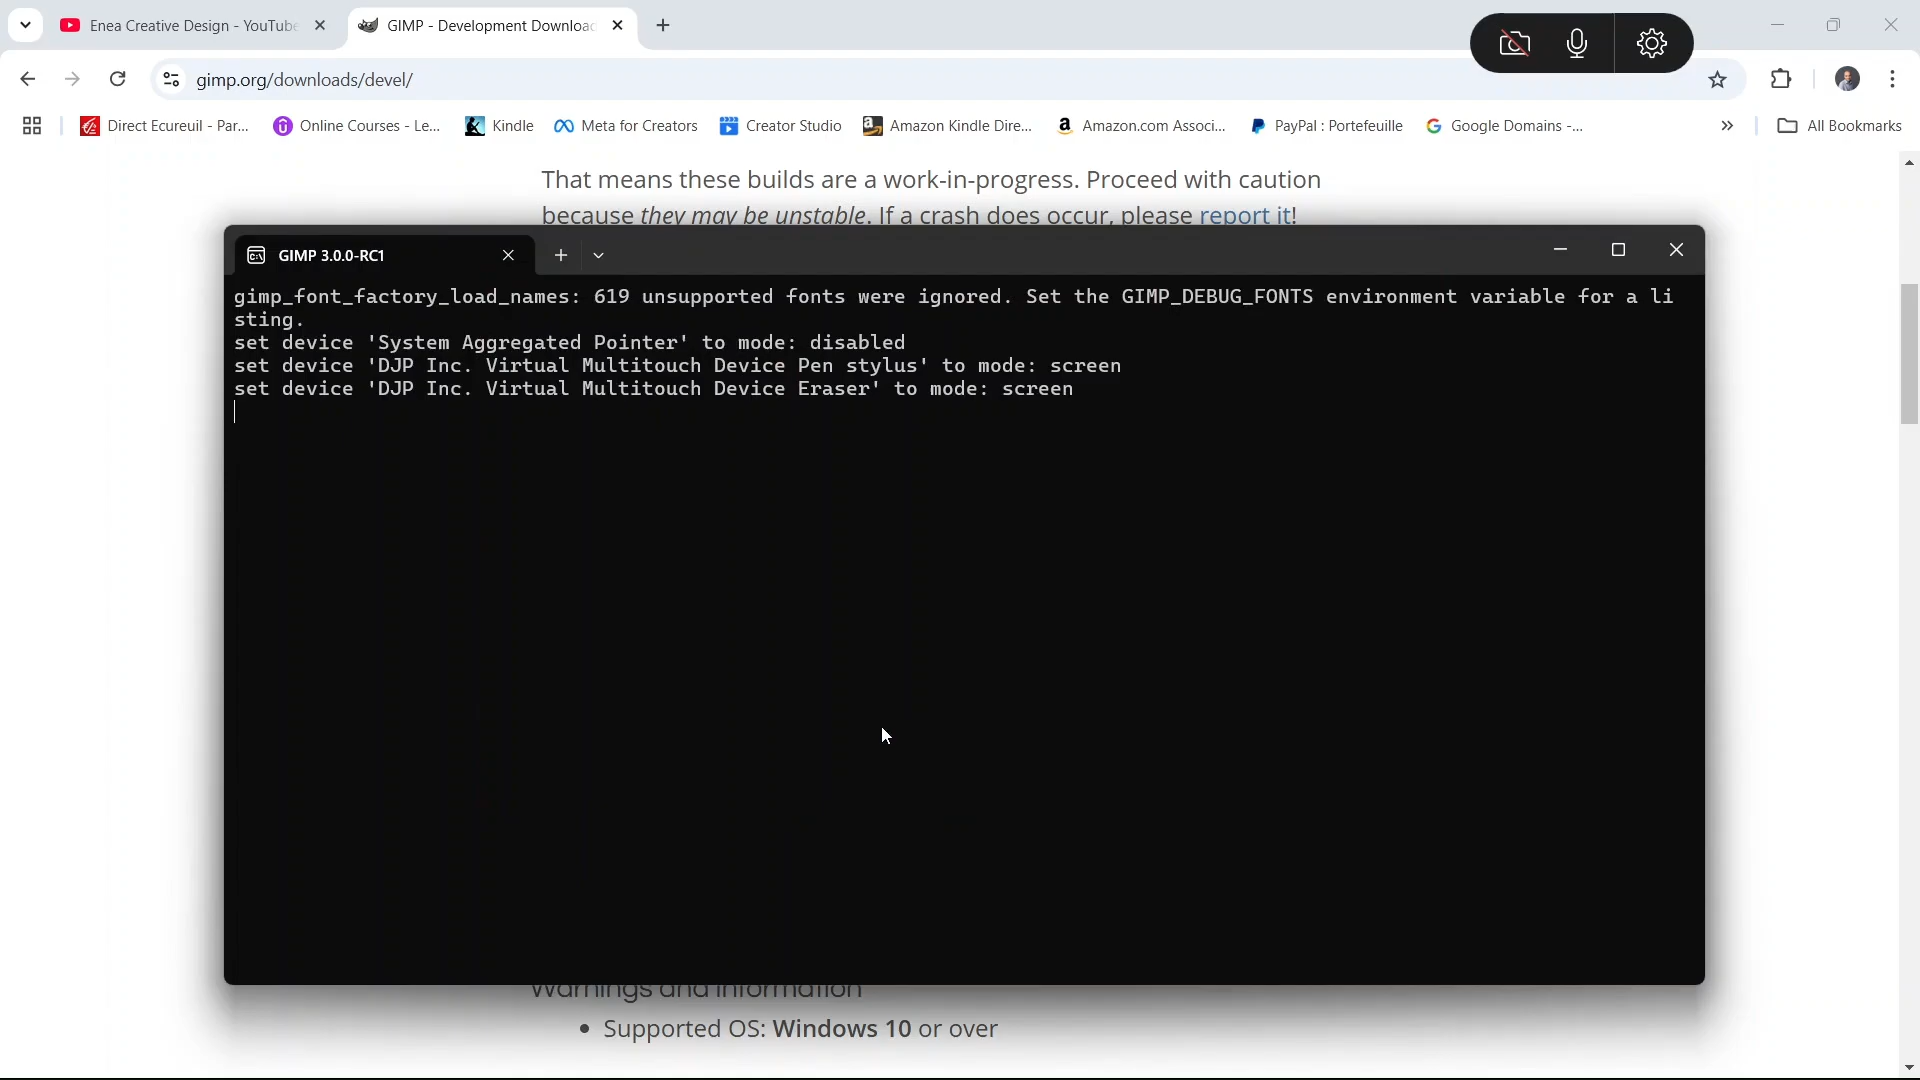 Enea Creative Design - YouTube
GIMP - Development Downloa
gimp.org/downloads/devel/
Direct Ecureuil - Par...
Online Courses - Le...
Kindle
Meta for Creators
Creator Studio
Amazon Kindle Dire...
Amazon.com Associ...
PayPal : Portefeuille
Google Domains -...
All Bookmarks
That means these builds are a work-in-progress. Proceed with caution
because they may be unstable. If a crash does occur, please report it!
GIMP 3.0.0-RC1
gimp_font_factory_load_names: 619 unsupported fonts were ignored. Set the GIMP_DEBUG_FONTS environment variable for a li
sting.
set device 'System Aggregated Pointer' to mode: disabled
set device 'DJP Inc. Virtual Multitouch Device Pen stylus' to mode: screen
set device 'DJP Inc. Virtual Multitouch Device Eraser' to mode: screen
Warnings and information
• Supported OS: Windows 10 or over